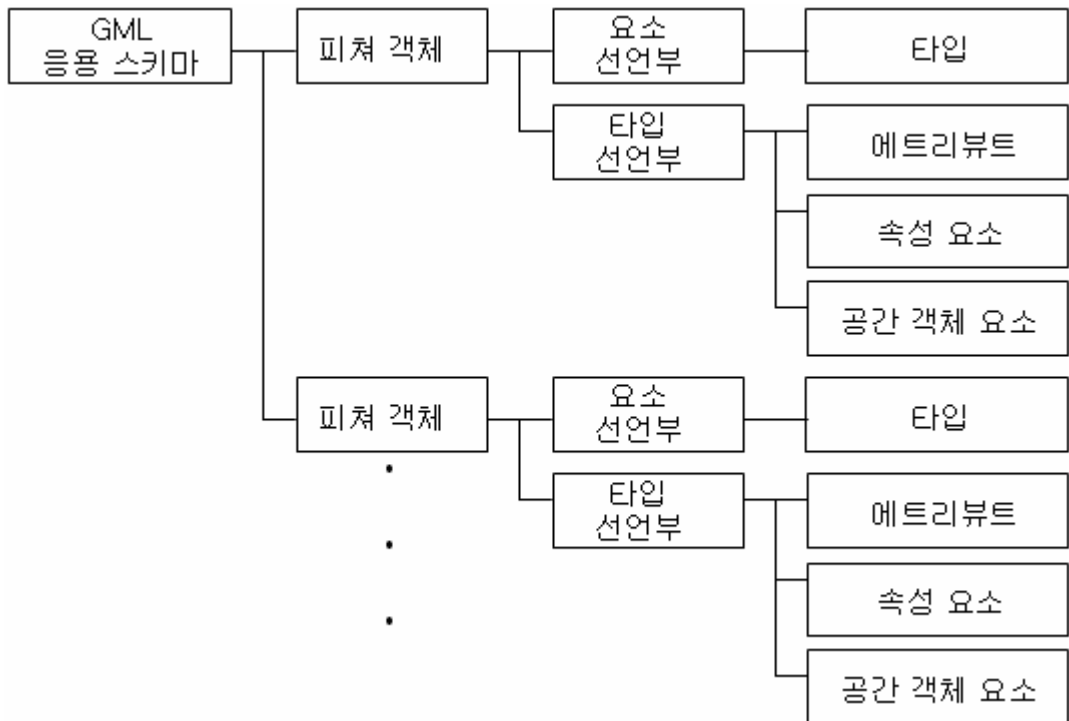 GML
응용 스키마
피쳐 객체
요소
선언부
타입
타입
선언부
에트리뷰트
속성 요소
공간 객체 요소
피쳐 객체
요소
선언부
타입
타입
선언부
에트리뷰트
속성 요소
공간 객체 요소